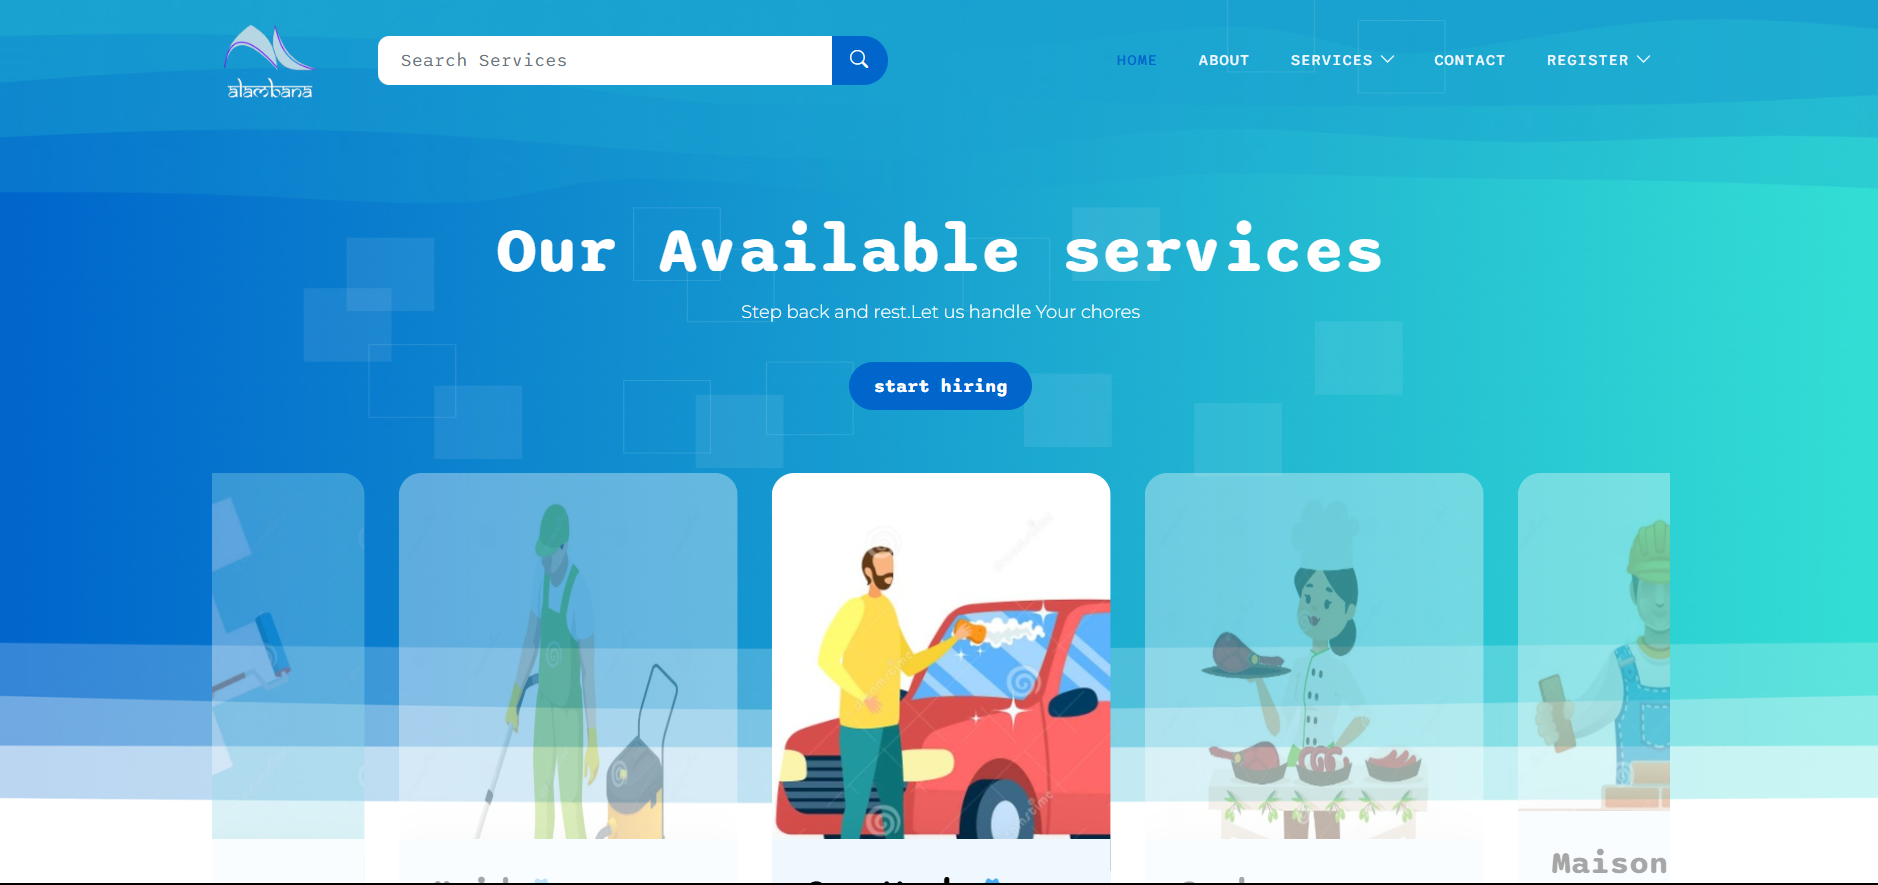 alambana
Search Services
HOME
ABOUT
SERVICES
CONTACT
REGISTER
Our Available services
Step back and rest.Let us handle Your chores
start hiring
Maison